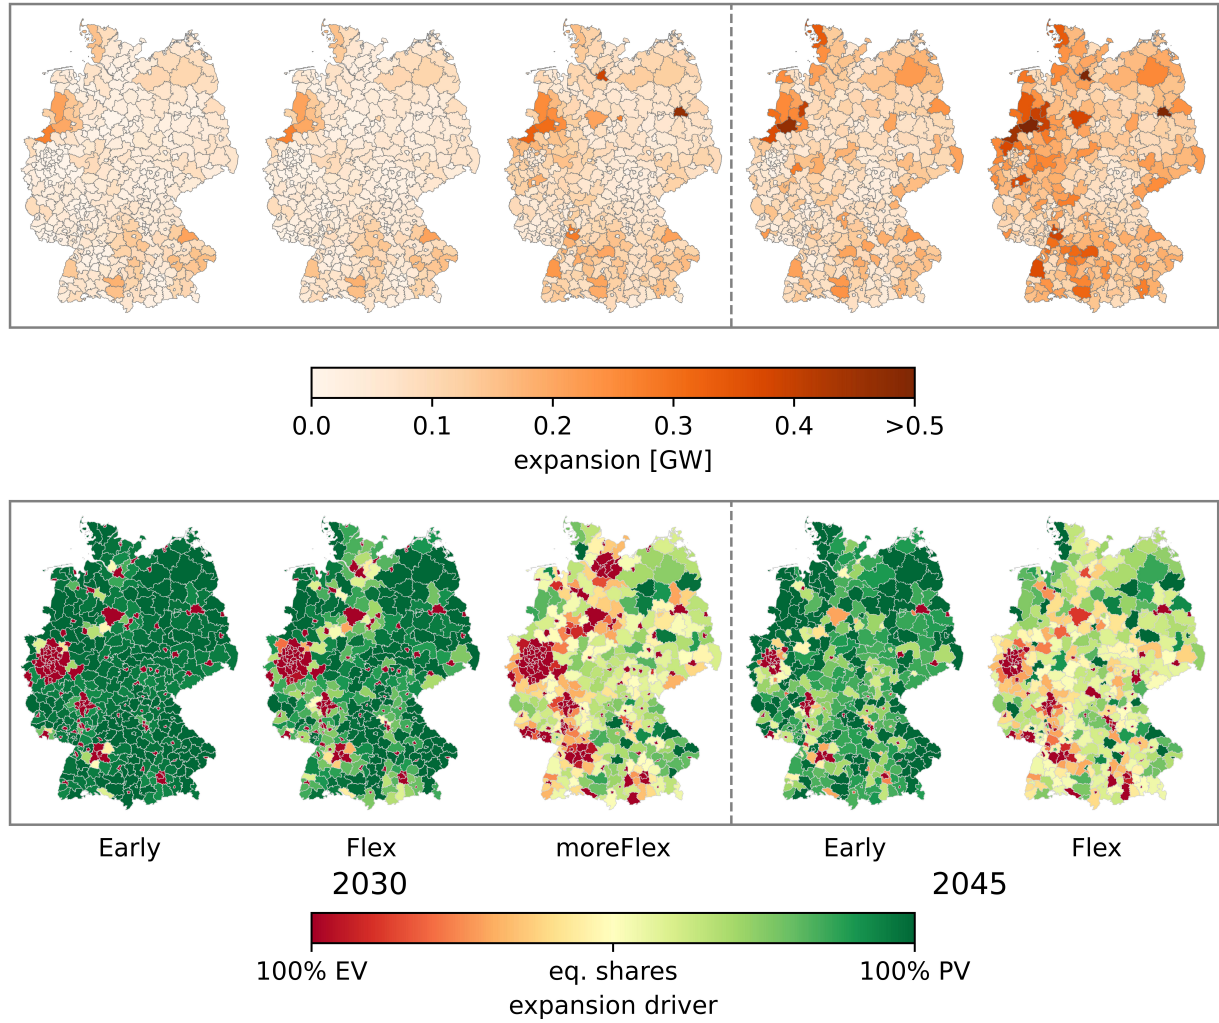 0.0 0.1 0.2 0.3 0.4 >0.5
expansion [GW]
Early Flex moreFlex Early Flex
2030 2045
100% EV eq. shares 100% PV
expansion driver